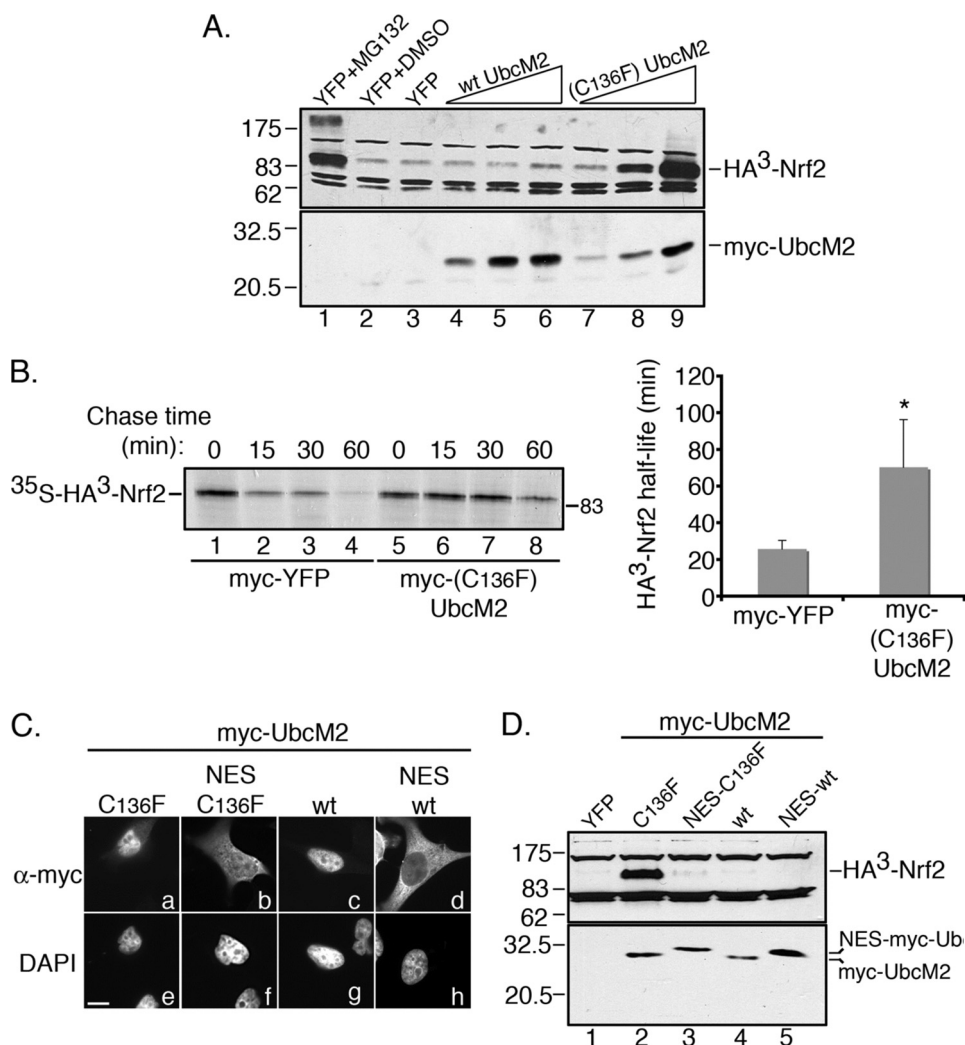 A.
YFP+MG132 YFP+DMSO YFP wt UbcM2 (C136F) UbcM2
175
83
62
HA³-Nrf2
32.5
20.5
myc-UbcM2
1 2 3 4 5 6 7 8 9
B.
Chase time
(min): 0 15 30 60 0 15 30 60
³⁵S-HA³-Nrf2
83
1 2 3 4 5 6 7 8
myc-YFP myc-(C136F)
UbcM2
HA³-Nrf2 half-life (min)
120
100
80
60
40
20
0
*
myc-YFP myc-
(C136F)
UbcM2
C.
myc-UbcM2
NES NES
C136F C136F wt wt
α-myc
a b c d
DAPI
e f g h
D.
myc-UbcM2
YFP C136F NES-C136F wt NES-wt
175
83
62
HA³-Nrf2
32.5
20.5
NES-myc-Ub
myc-UbcM2
1 2 3 4 5